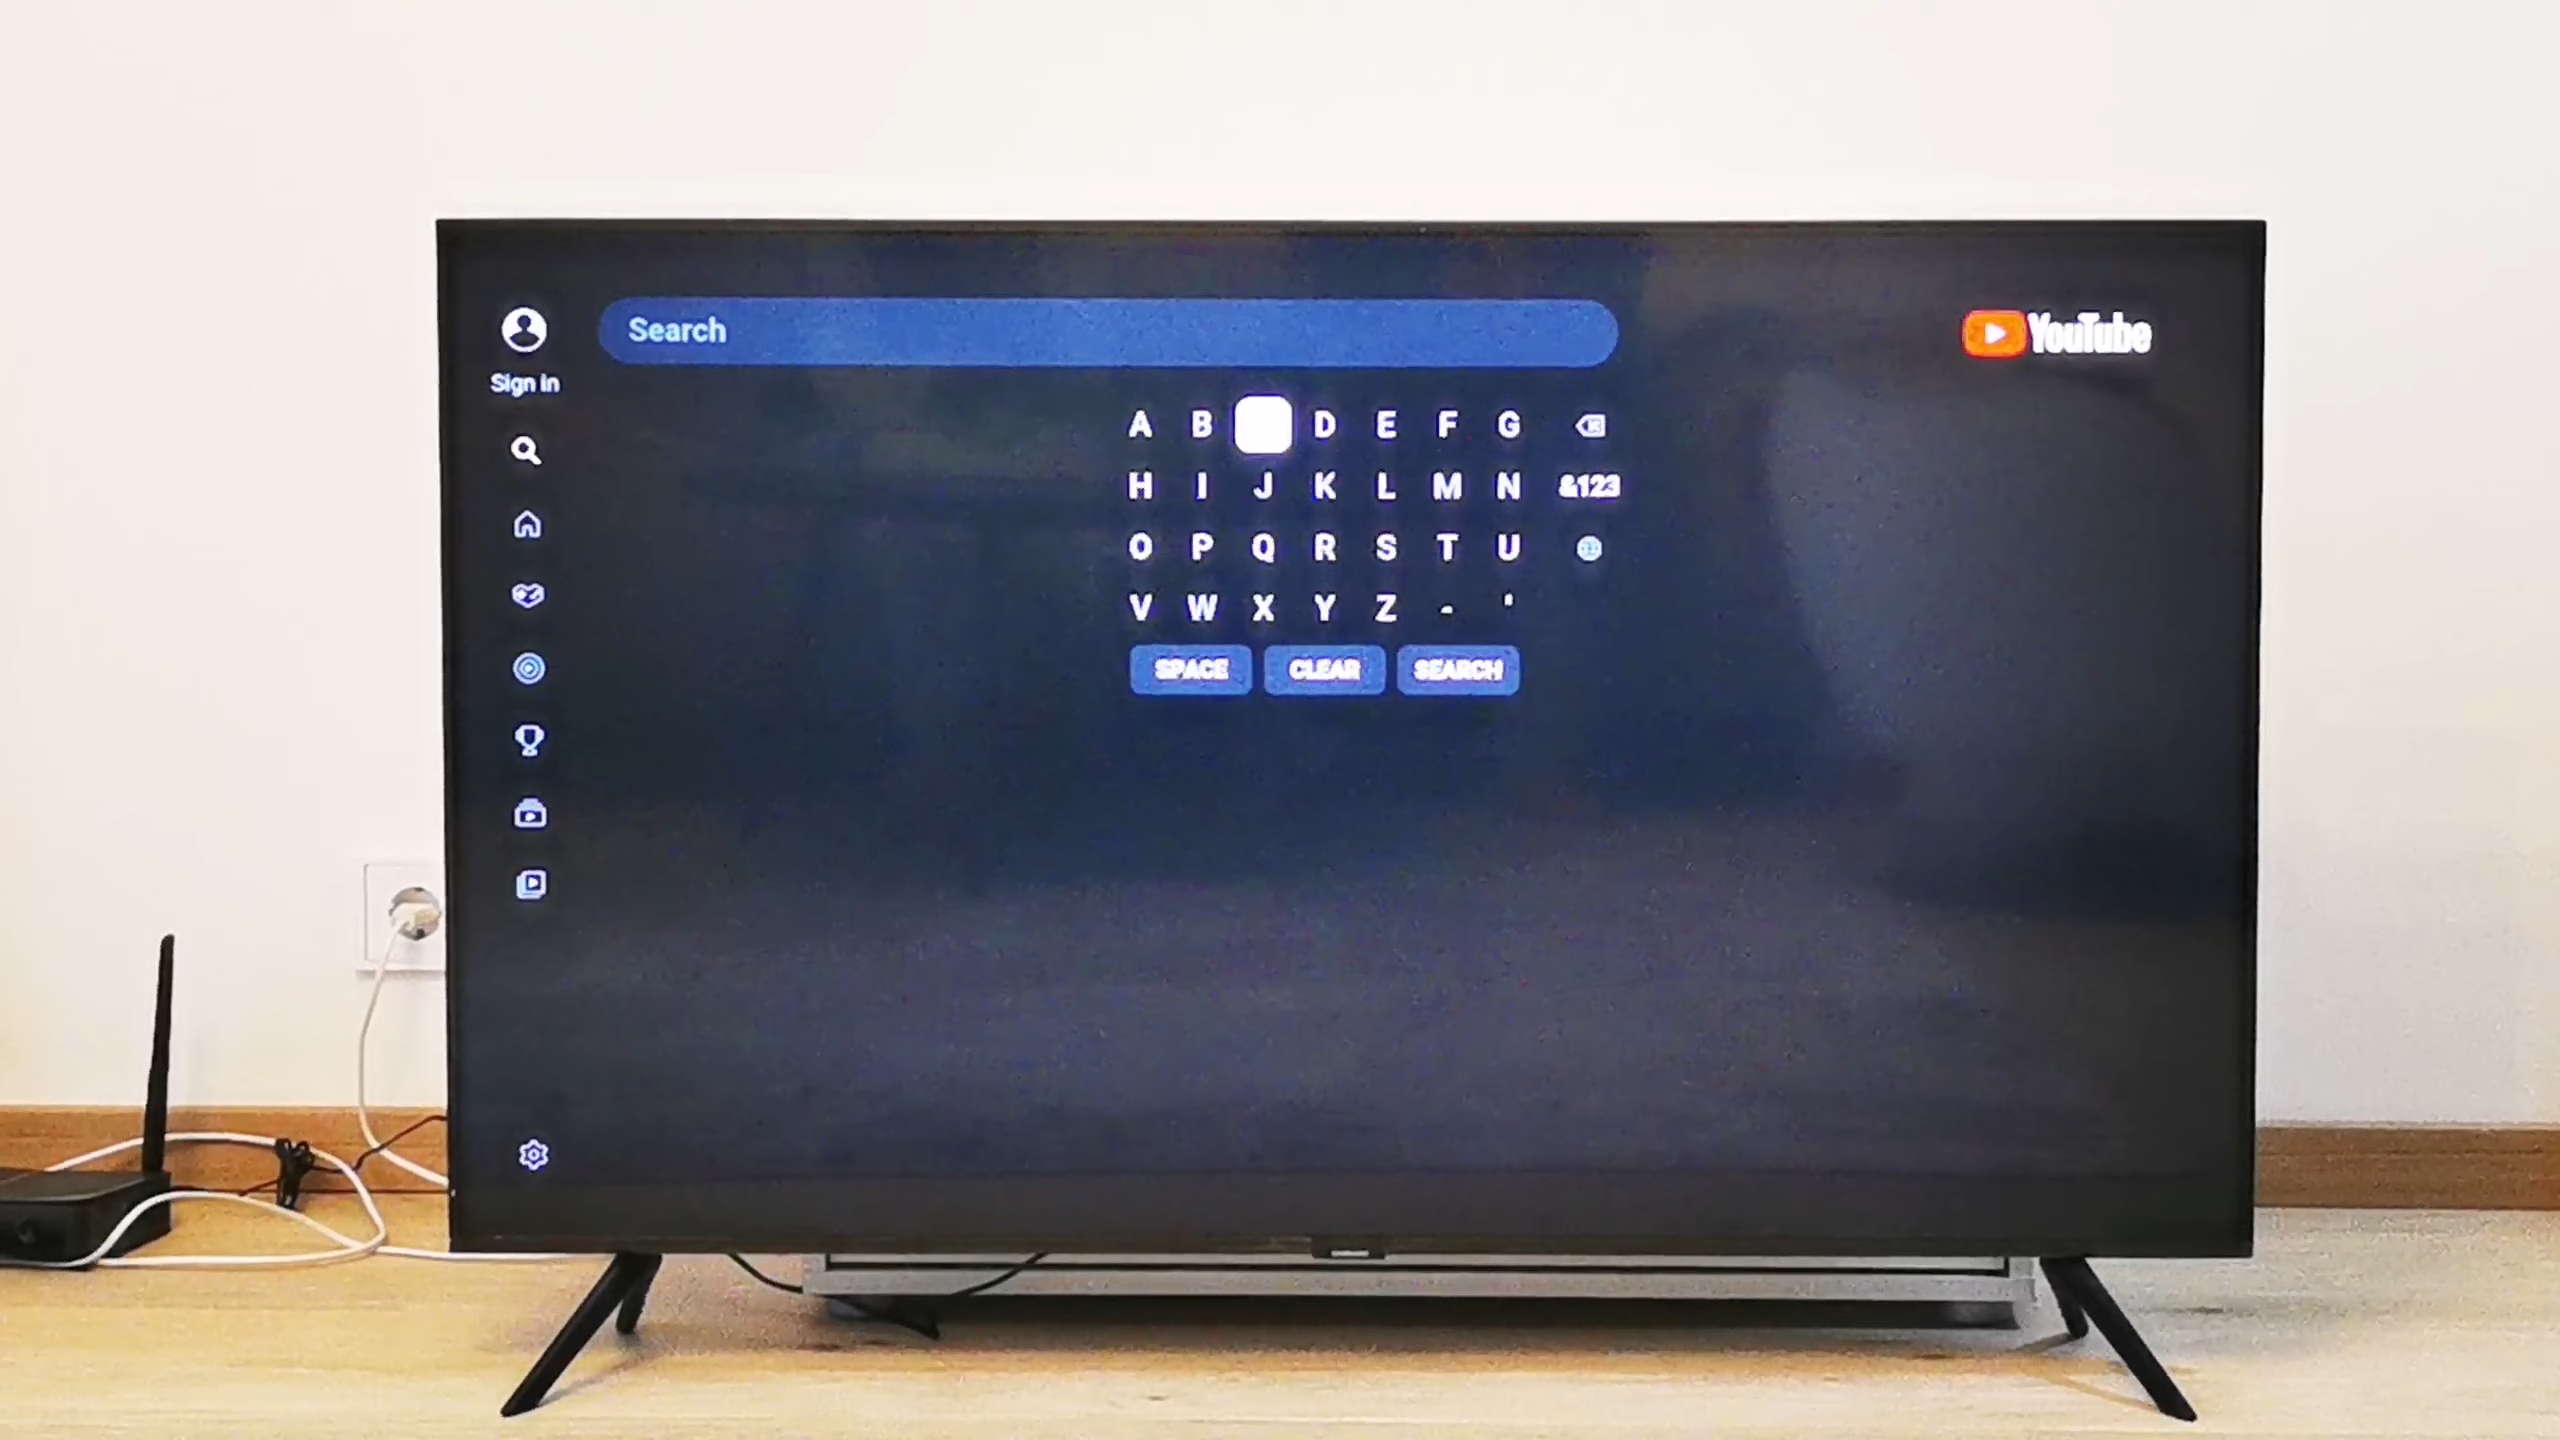 Search
YouTube
Sign in
A B D E F G
H I J K L M N &123
O P Q R S T U
V W X Y Z - '
SPACE CLEAR SEARCH